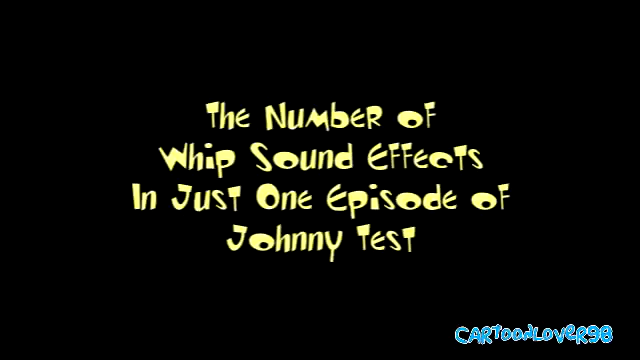 The Number of
Whip Sound Effects
In Just One Episode of
Johnny Test
CARTOONLOVER98